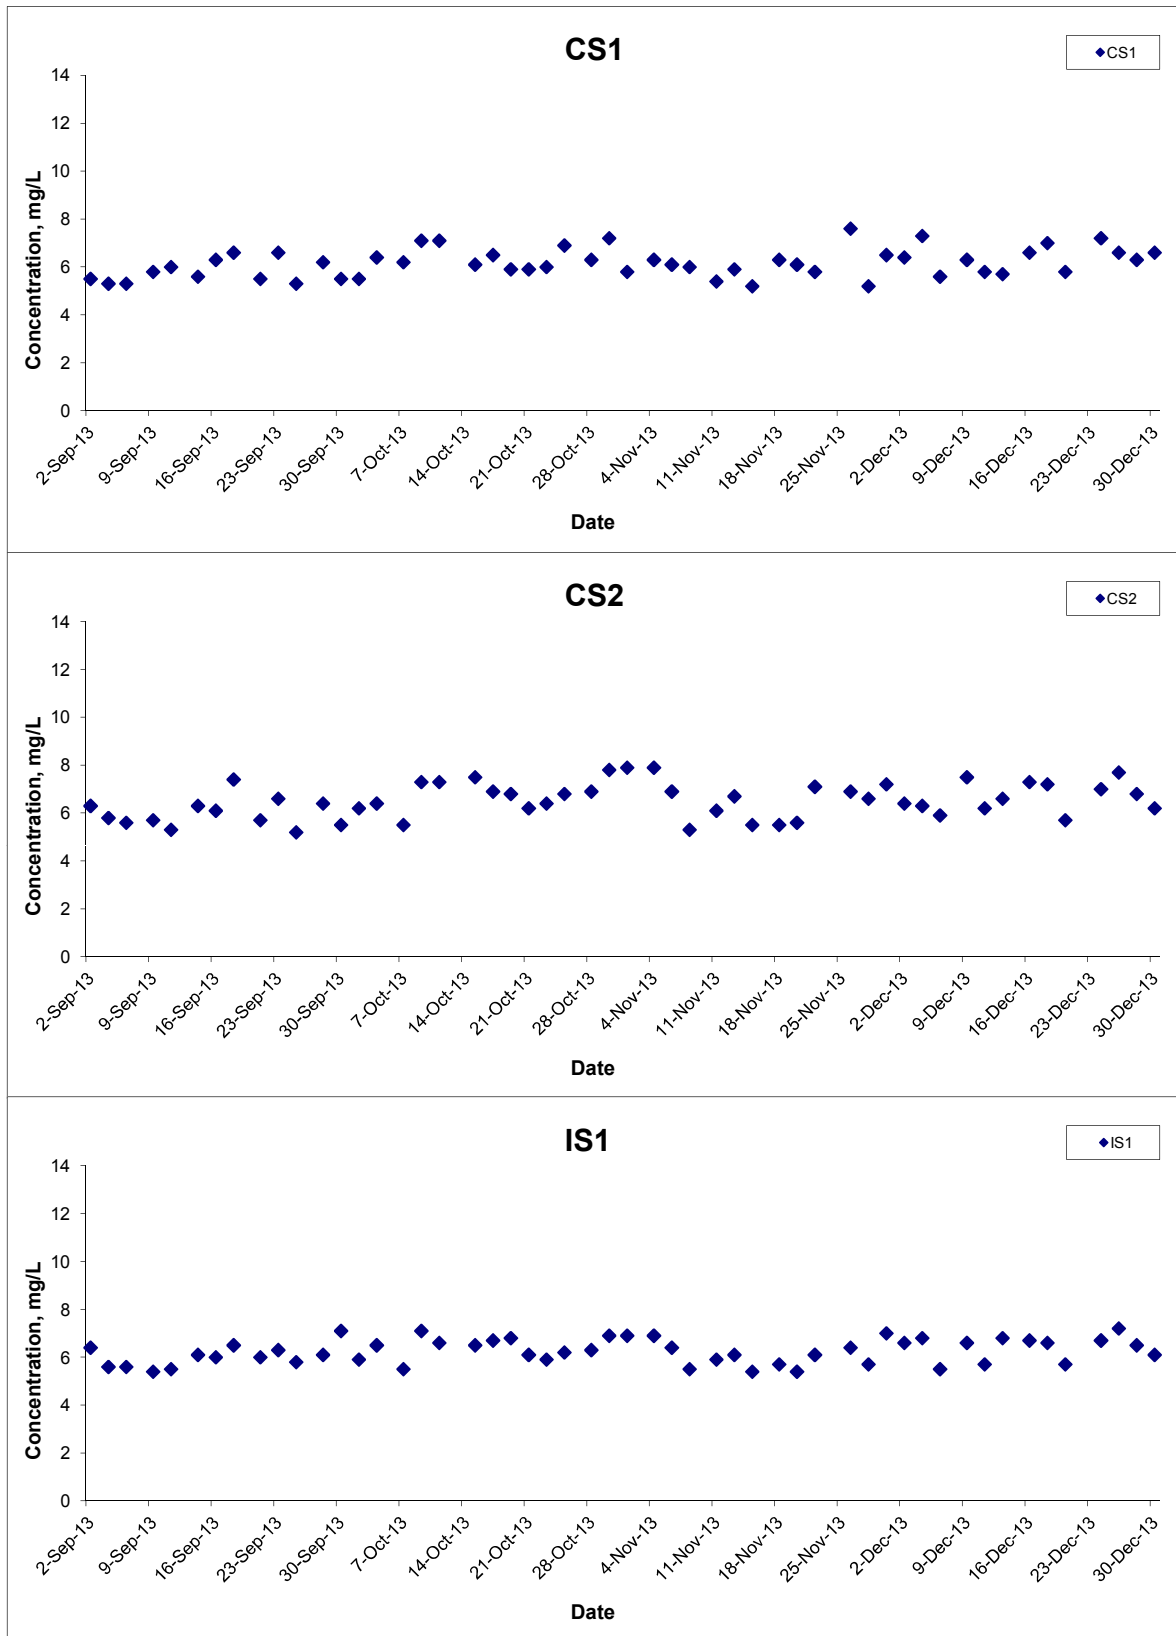 CS1
CS1
Concentration, mg/L
14
12
10
8
6
4
2
0
2-Sep-13
9-Sep-13
16-Sep-13
23-Sep-13
30-Sep-13
7-Oct-13
14-Oct-13
21-Oct-13
28-Oct-13
4-Nov-13
11-Nov-13
18-Nov-13
25-Nov-13
2-Dec-13
9-Dec-13
16-Dec-13
23-Dec-13
30-Dec-13
Date
CS2
CS2
Concentration, mg/L
14
12
10
8
6
4
2
0
2-Sep-13
9-Sep-13
16-Sep-13
23-Sep-13
30-Sep-13
7-Oct-13
14-Oct-13
21-Oct-13
28-Oct-13
4-Nov-13
11-Nov-13
18-Nov-13
25-Nov-13
2-Dec-13
9-Dec-13
16-Dec-13
23-Dec-13
30-Dec-13
Date
IS1
IS1
Concentration, mg/L
14
12
10
8
6
4
2
0
2-Sep-13
9-Sep-13
16-Sep-13
23-Sep-13
30-Sep-13
7-Oct-13
14-Oct-13
21-Oct-13
28-Oct-13
4-Nov-13
11-Nov-13
18-Nov-13
25-Nov-13
2-Dec-13
9-Dec-13
16-Dec-13
23-Dec-13
30-Dec-13
Date